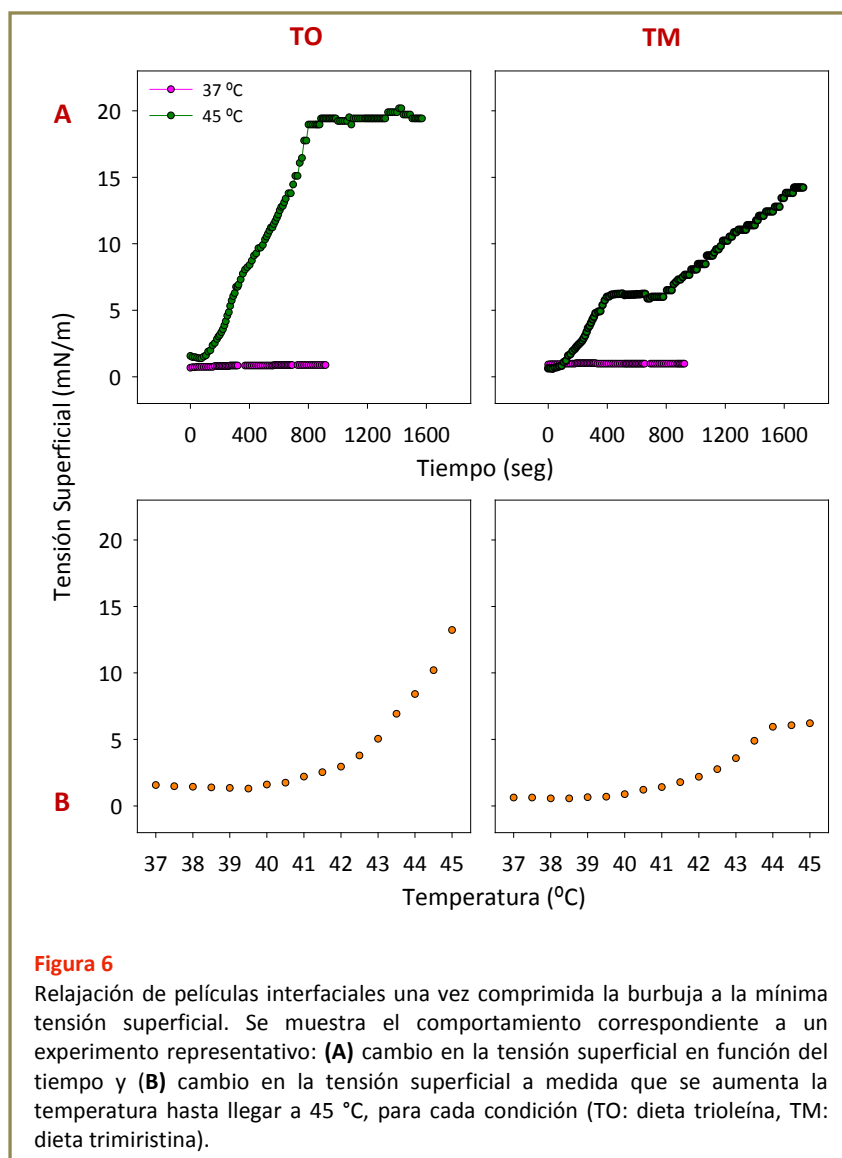 TO
TM
A
37 ⁰C
45 ⁰C
20
15
10
5
0
0 400 800 1200 1600
0 400 800 1200 1600
Tiempo (seg)
Tensión Superficial (mN/m)
20
15
10
5
0
B
37 38 39 40 41 42 43 44 45
37 38 39 40 41 42 43 44 45
Temperatura (⁰C)
Figura 6
Relajación de películas interfaciales una vez comprimida la burbuja a la mínima
tensión superficial. Se muestra el comportamiento correspondiente a un
experimento representativo: (A) cambio en la tensión superficial en función del
tiempo y (B) cambio en la tensión superficial a medida que se aumenta la
temperatura hasta llegar a 45 °C, para cada condición (TO: dieta trioleína, TM:
dieta trimiristina).